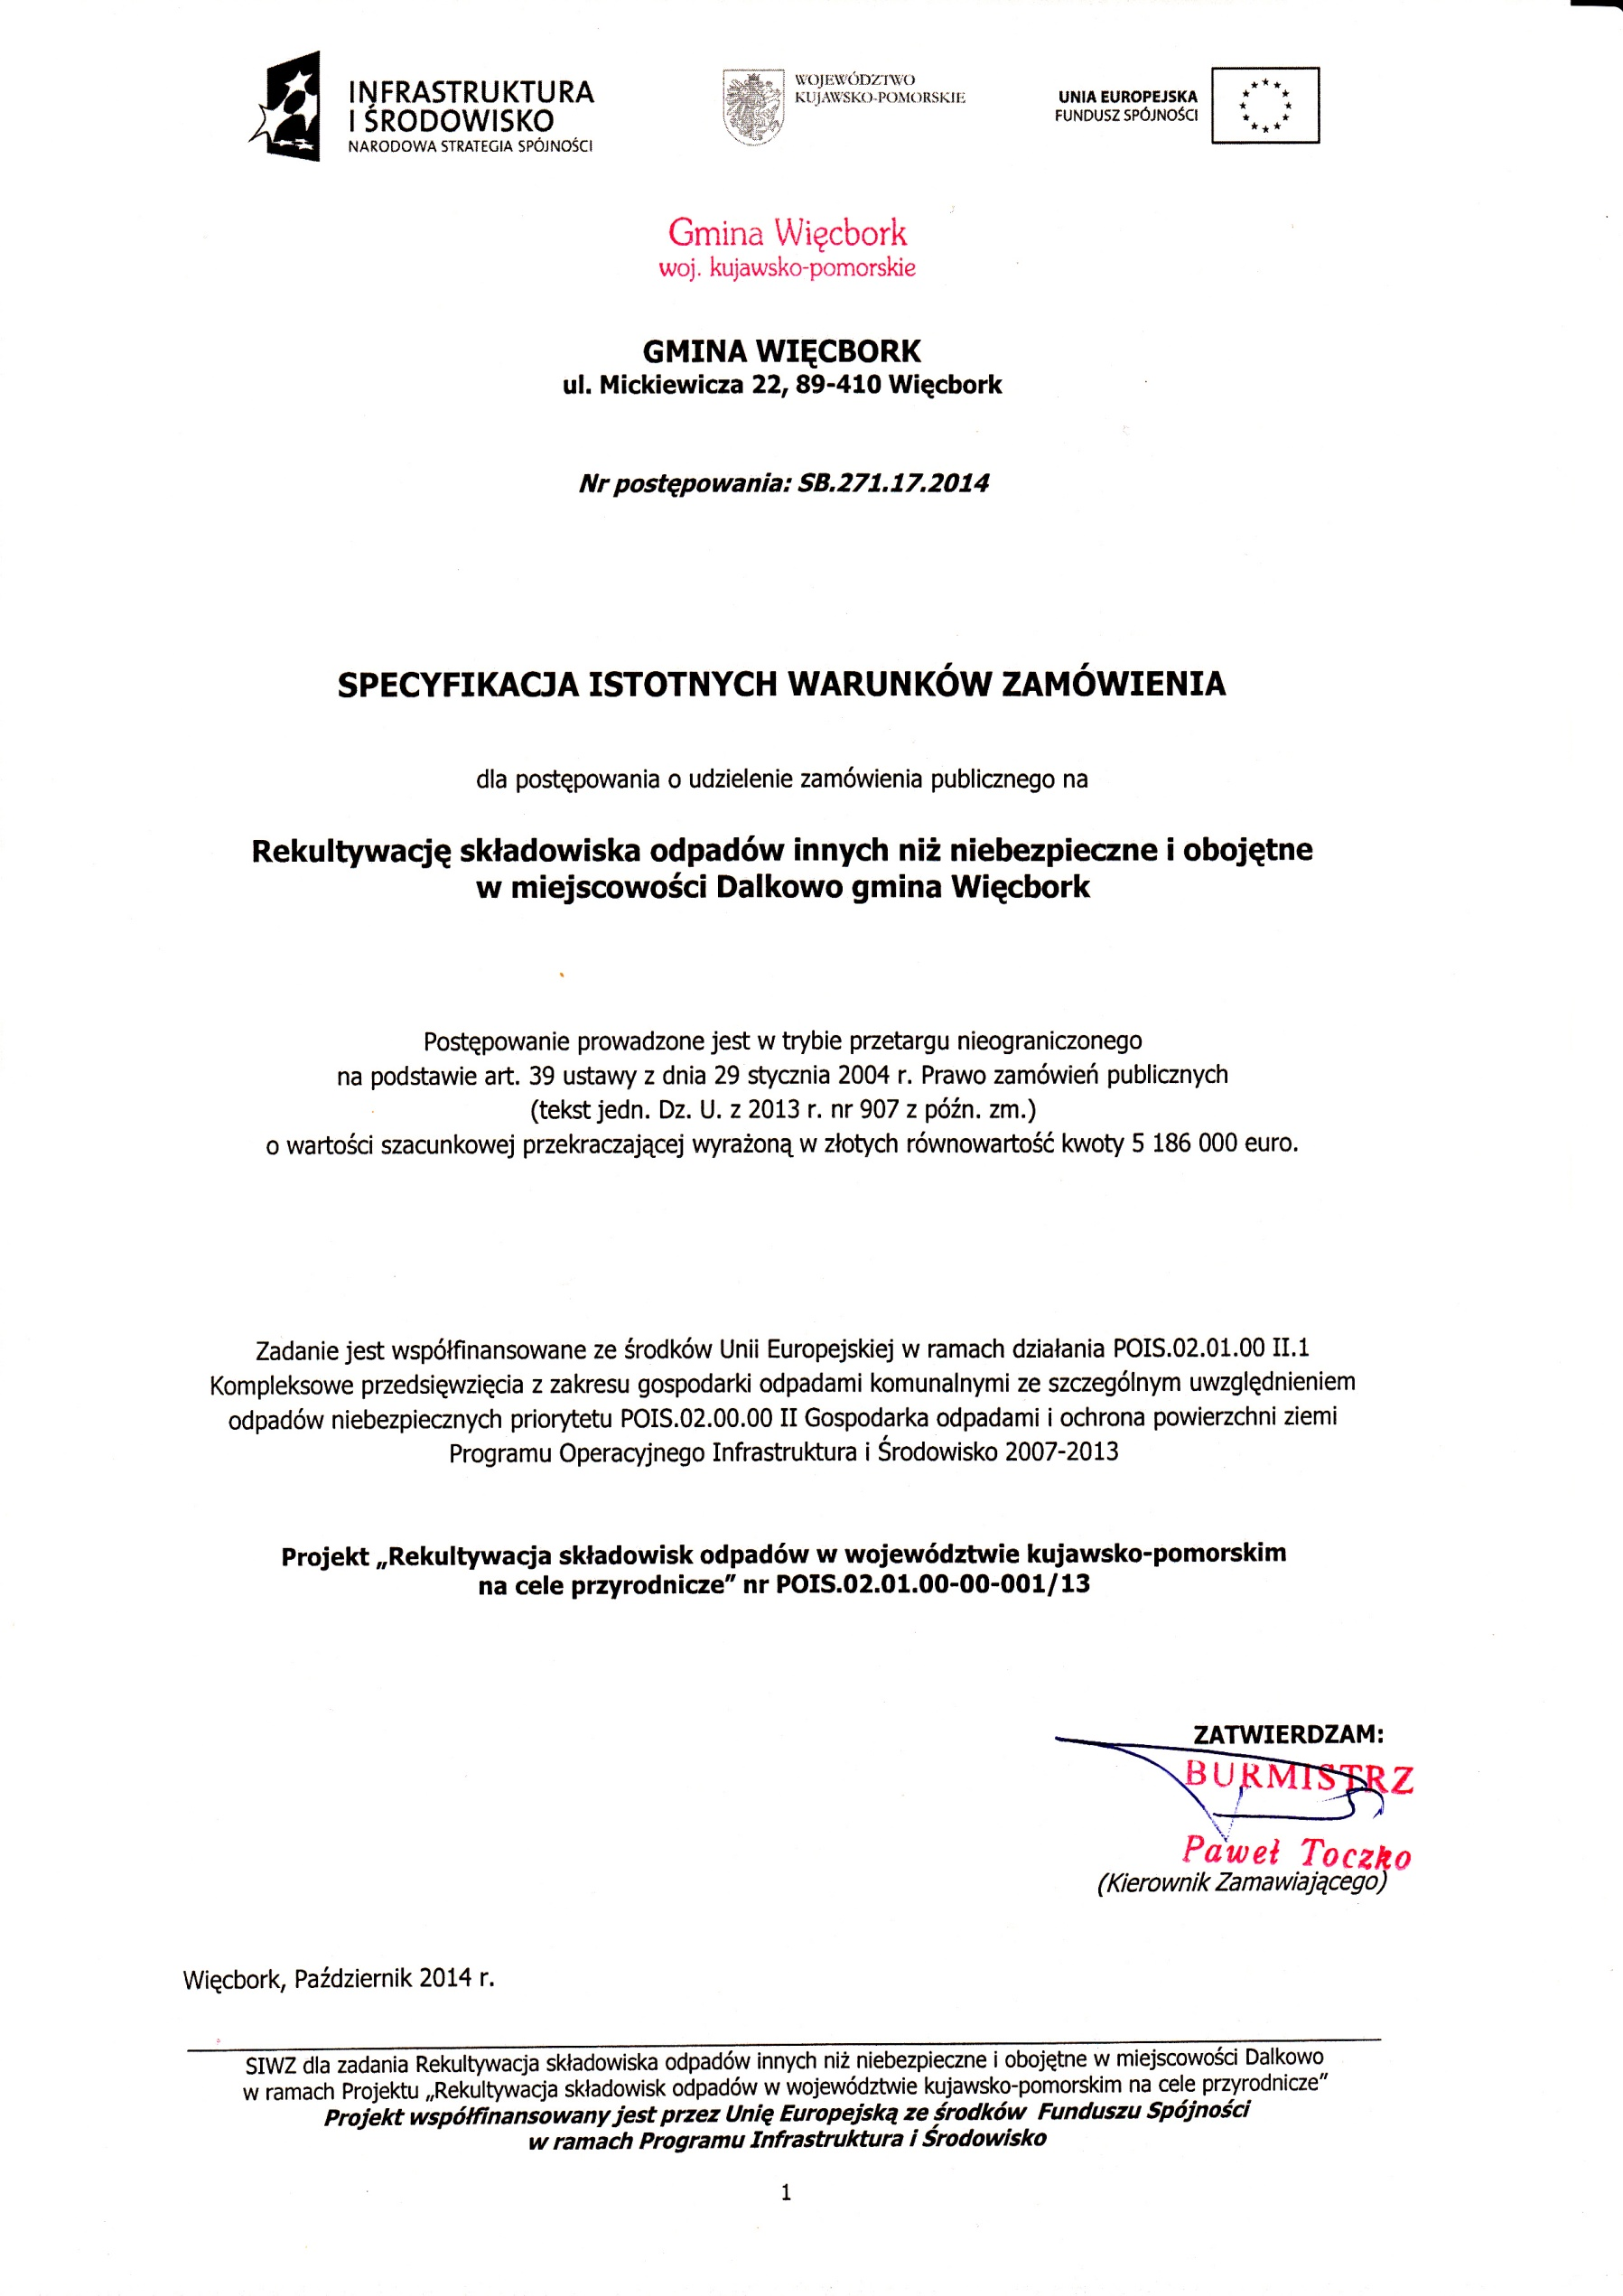 INFRASTRUKTURA
I ŚRODOWISKO
NARODOWA STRATEGIA SPÓJNOŚCI
WOJEWÓDZTWO
KUJAWSKO-POMORSKIE
UNIA EUROPEJSKA
FUNDUSZ SPÓJNOŚCI
Gmina Więcbork
woj. kujawsko-pomorskie
GMINA WIĘCBORK
ul. Mickiewicza 22, 89-410 Więcbork
Nr postępowania: SB.271.17.2014
SPECYFIKACJA ISTOTNYCH WARUNKÓW ZAMÓWIENIA
dla postępowania o udzielenie zamówienia publicznego na
Rekultywację składowiska odpadów innych niż niebezpieczne i obojętne
w miejscowości Dalkowo gmina Więcbork
Postępowanie prowadzone jest w trybie przetargu nieograniczonego
na podstawie art. 39 ustawy z dnia 29 stycznia 2004 r. Prawo zamówień publicznych
(tekst jedn. Dz. U. z 2013 r. nr 907 z późn. zm.)
o wartości szacunkowej przekraczającej wyrażoną w złotych równowartość kwoty 5 186 000 euro.
Zadanie jest współfinansowane ze środków Unii Europejskiej w ramach działania POIS.02.01.00 II.1
Kompleksowe przedsięwzięcia z zakresu gospodarki odpadami komunalnymi ze szczególnym uwzględnieniem
odpadów niebezpiecznych priorytetu POIS.02.00.00 II Gospodarka odpadami i ochrona powierzchni ziemi
Programu Operacyjnego Infrastruktura i Środowisko 2007-2013
Projekt „Rekultywacja składowisk odpadów w województwie kujawsko-pomorskim
na cele przyrodnicze” nr POIS.02.01.00-00-001/13
ZATWIERDZAM:
BURMISTRZ
Paweł Toczko
(Kierownik Zamawiającego)
Więcbork, Październik 2014 r.
SIWZ dla zadania Rekultywacja składowiska odpadów innych niż niebezpieczne i obojętne w miejscowości Dalkowo
w ramach Projektu „Rekultywacja składowisk odpadów w województwie kujawsko-pomorskim na cele przyrodnicze”
Projekt współfinansowany jest przez Unię Europejską ze środków Funduszu Spójności
w ramach Programu Infrastruktura i Środowisko
1